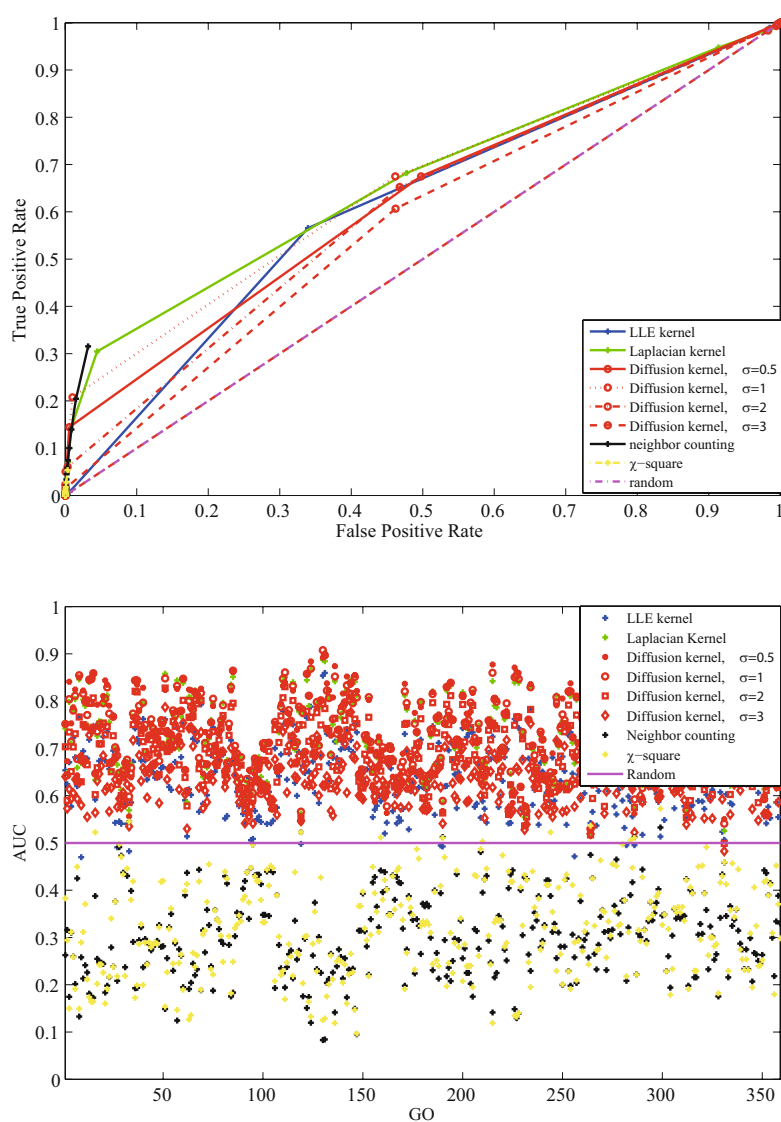 1
0.9
0.8
0.7
0.6
0.5
0.4
0.3
0.2
0.1
0
True Positive Rate
LLE kernel
Laplacian kernel
Diffusion kernel, σ=0.5
Diffusion kernel, σ=1
Diffusion kernel, σ=2
Diffusion kernel, σ=3
neighbor counting
χ−square
random
0 0.1 0.2 0.3 0.4 0.5 0.6 0.7 0.8 0.9 1
False Positive Rate
1
0.9
0.8
0.7
0.6
0.5
0.4
0.3
0.2
0.1
0
AUC
LLE kernel
Laplacian Kernel
Diffusion kernel, σ=0.5
Diffusion kernel, σ=1
Diffusion kernel, σ=2
Diffusion kernel, σ=3
Neighbor counting
χ−square
Random
50 100 150 200 250 300 350
GO